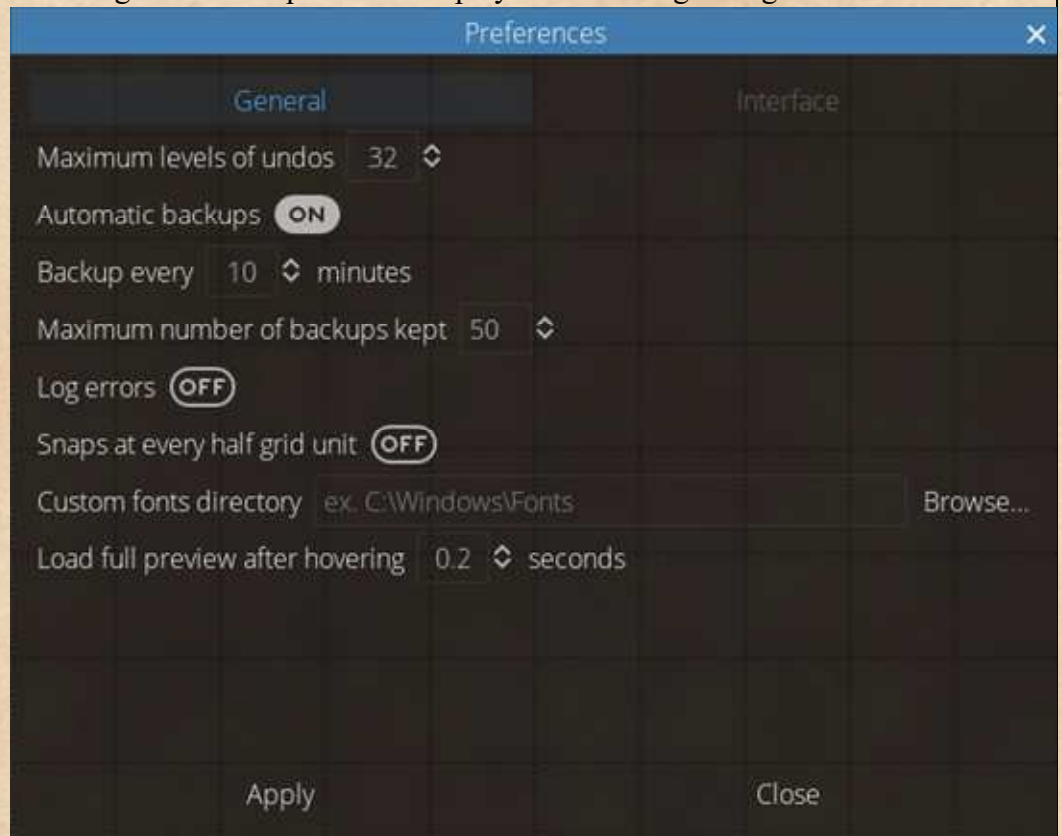 Preferences
General Interface
Maximum levels of undos 32
Automatic backups ON
Backup every 10 minutes
Maximum number of backups kept 50
Log errors OFF
Snaps at every half grid unit OFF
Custom fonts directory ex. C:\Windows\Fonts Browse...
Load full preview after hovering 0.2 seconds
Apply Close